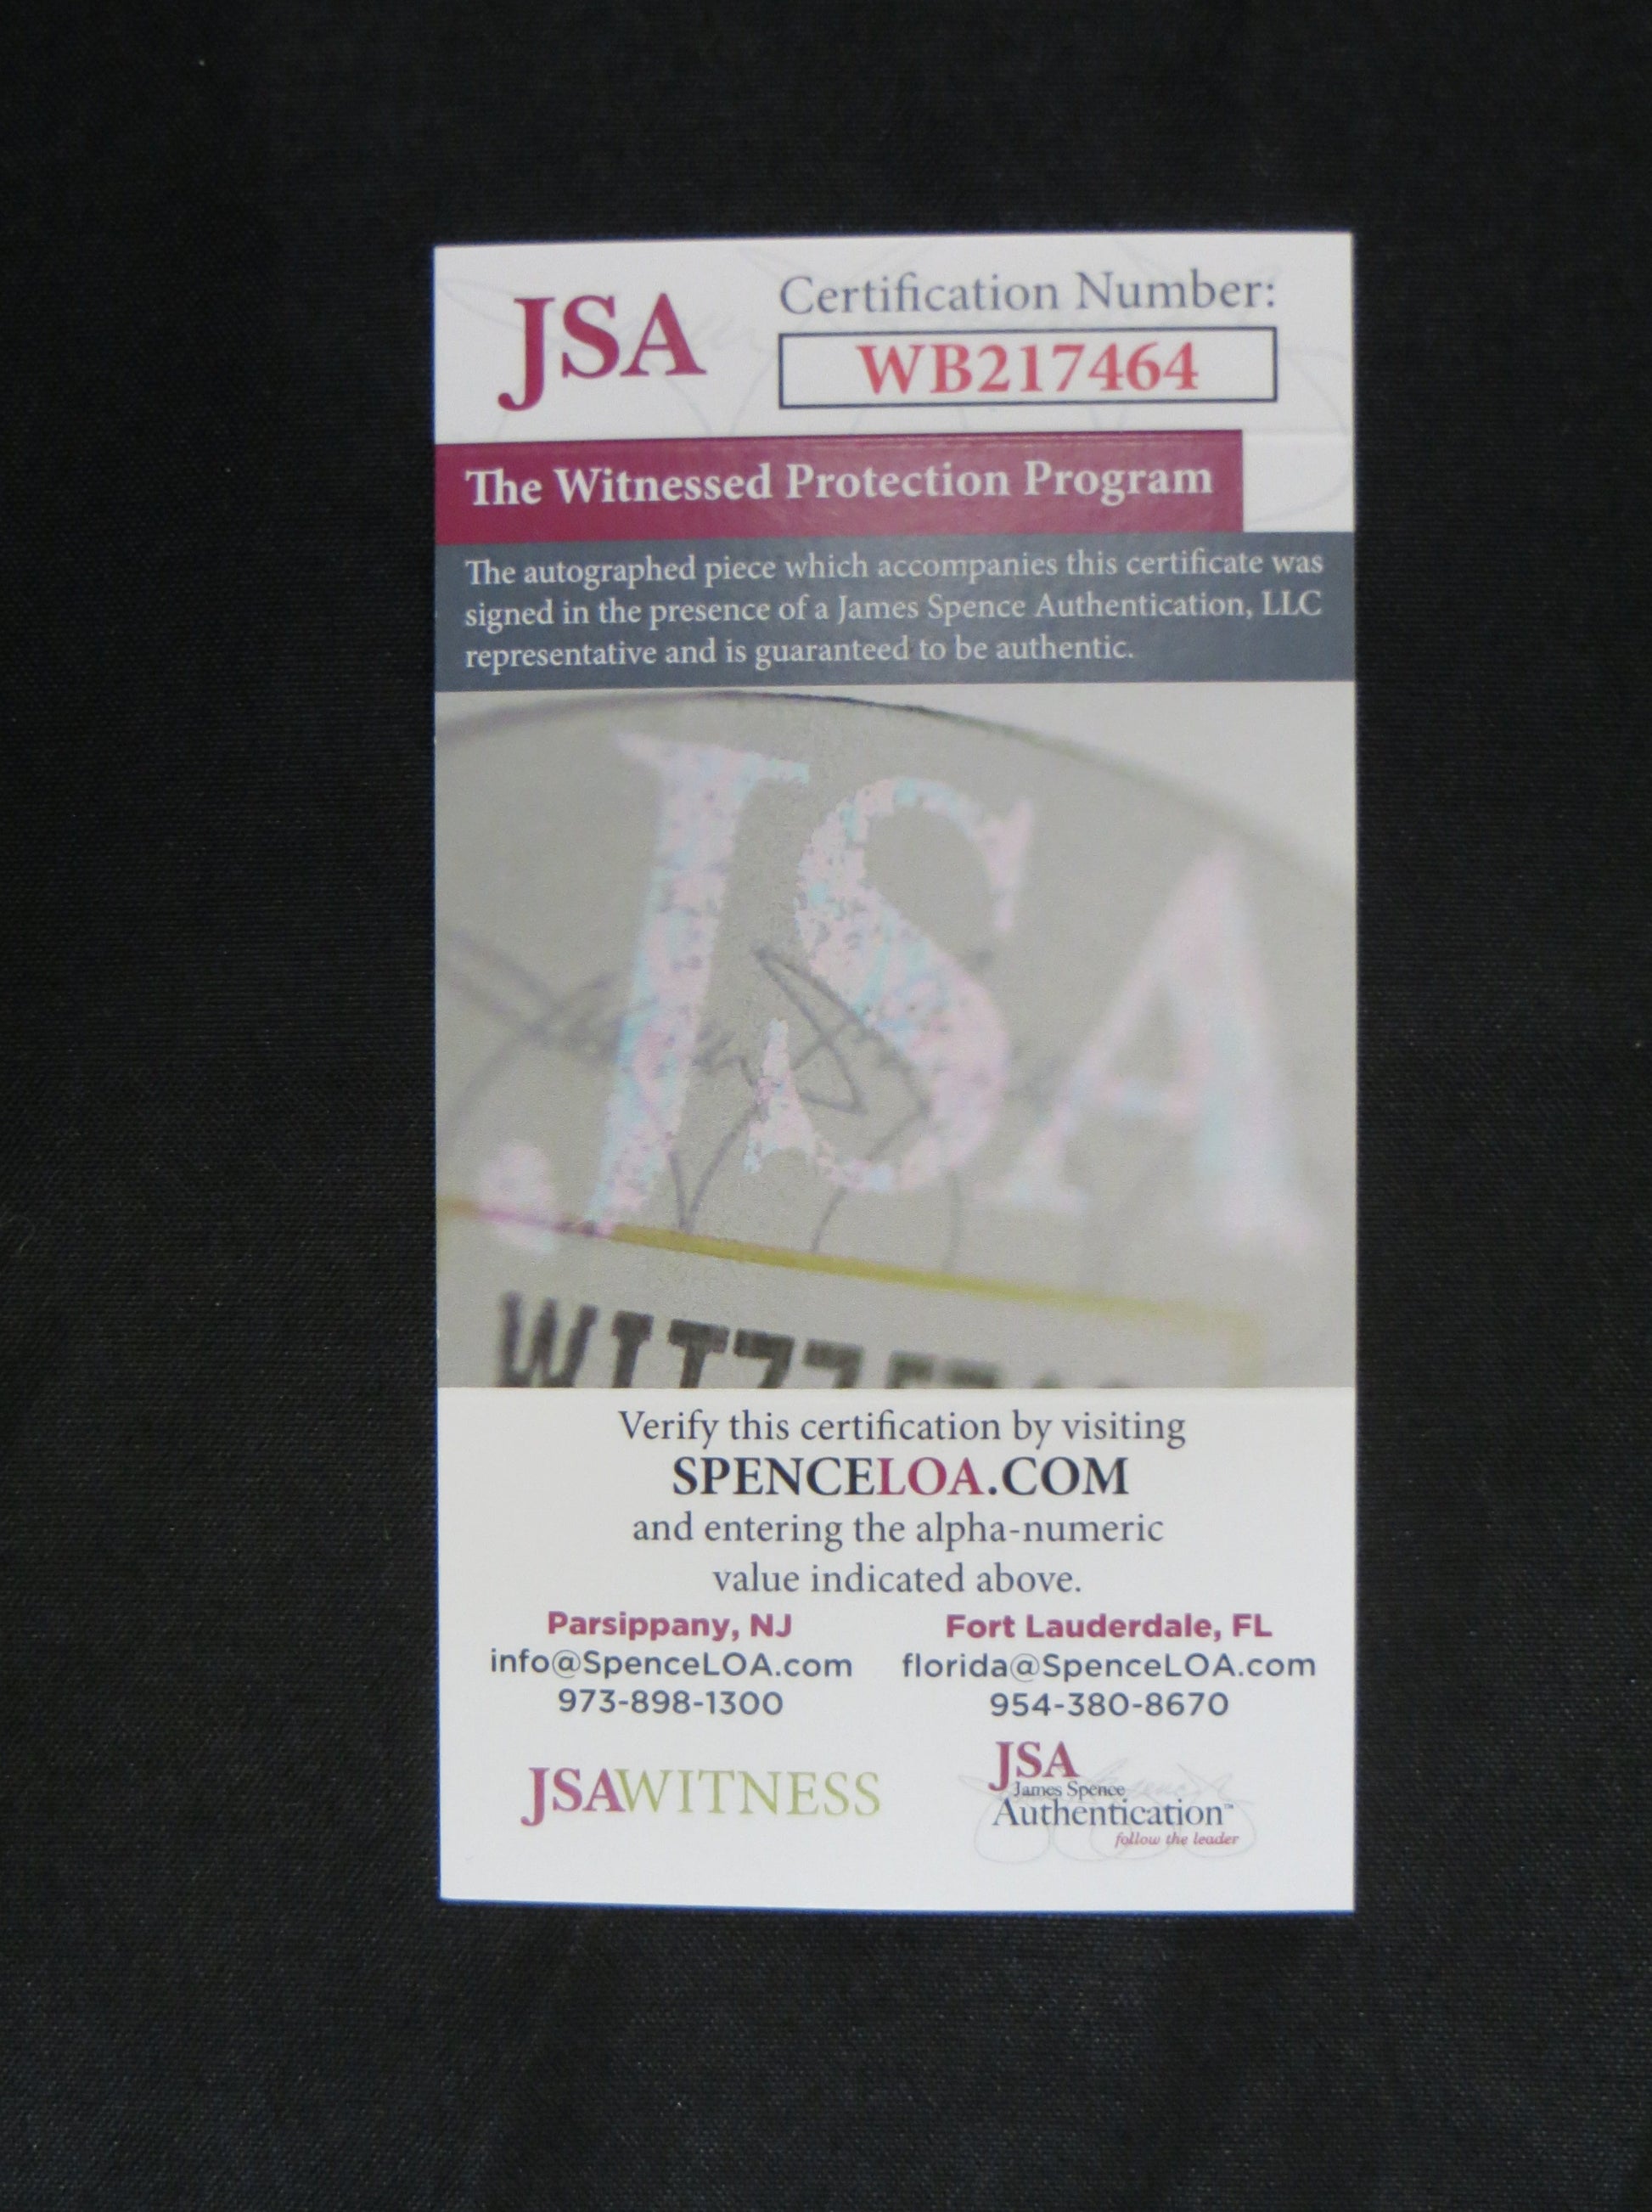 JSA
Certification Number:
WB217464
The Witnessed Protection Program
The autographed piece which accompanies this certificate was
signed in the presence of a James Spence Authentication, LLC
representative and is guaranteed to be authentic.
JSA
Verify this certification by visiting
SPENCELOA.COM
and entering the alpha-numeric
value indicated above.
Parsippany, NJ
info@SpenceLOA.com
973-898-1300
Fort Lauderdale, FL
florida@SpenceLOA.com
954-380-8670
JSAWITNESS
JSA
James Spence
Authentication™
follow the leader